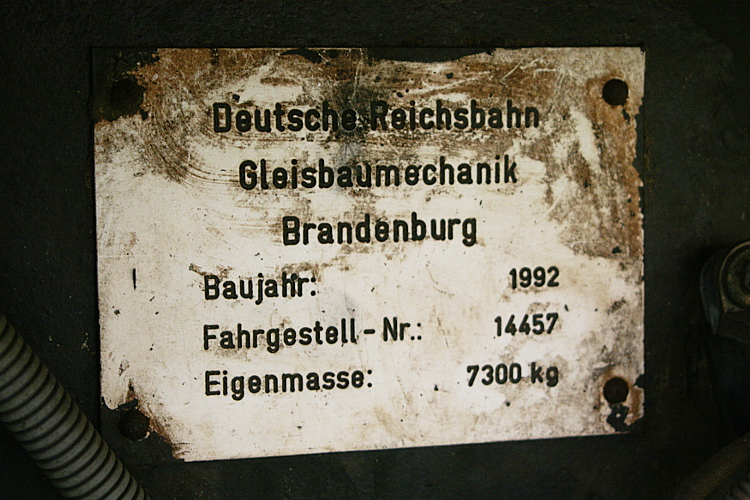 Deutsche Reichsbahn
Gleisbaumechanik
Brandenburg
Baujahr: 1992
Fahrgestell-Nr.: 14457
Eigenmasse: 7300 kg